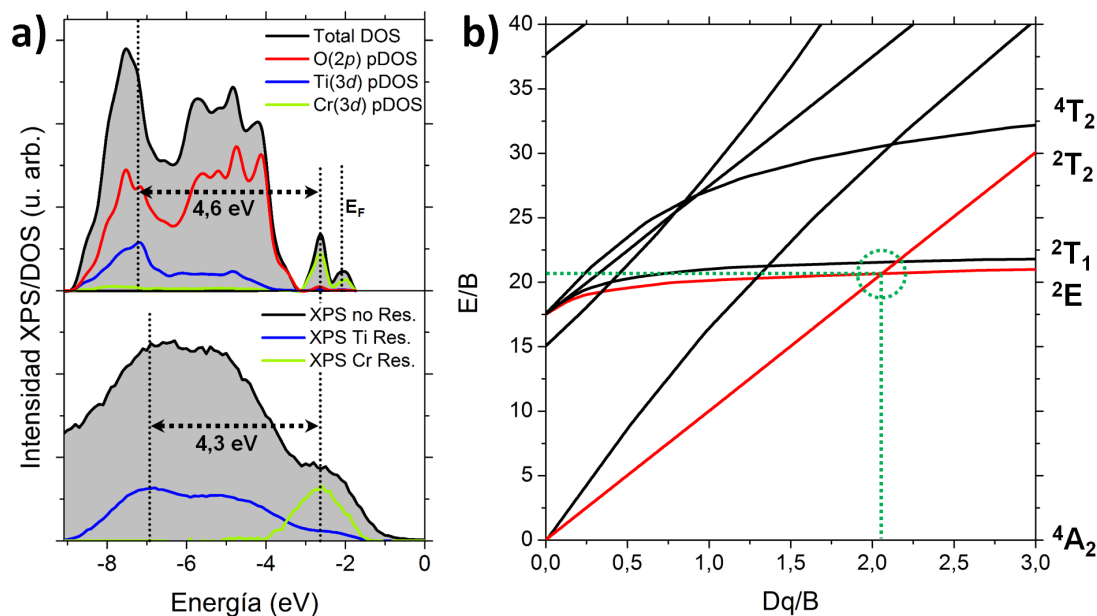 a)
Intensidad XPS/DOS (u. arb.)
Total DOS
O(2p) pDOS
Ti(3d) pDOS
Cr(3d) pDOS
4,6 eV
E_F
XPS no Res.
XPS Ti Res.
XPS Cr Res.
4,3 eV
-8 -6 -4 -2 0
Energía (eV)
b)
E/B
40
35
30
25
20
15
10
5
0
0,0 0,5 1,0 1,5 2,0 2,5 3,0
Dq/B
⁴T₂
²T₂
²T₁
²E
⁴A₂